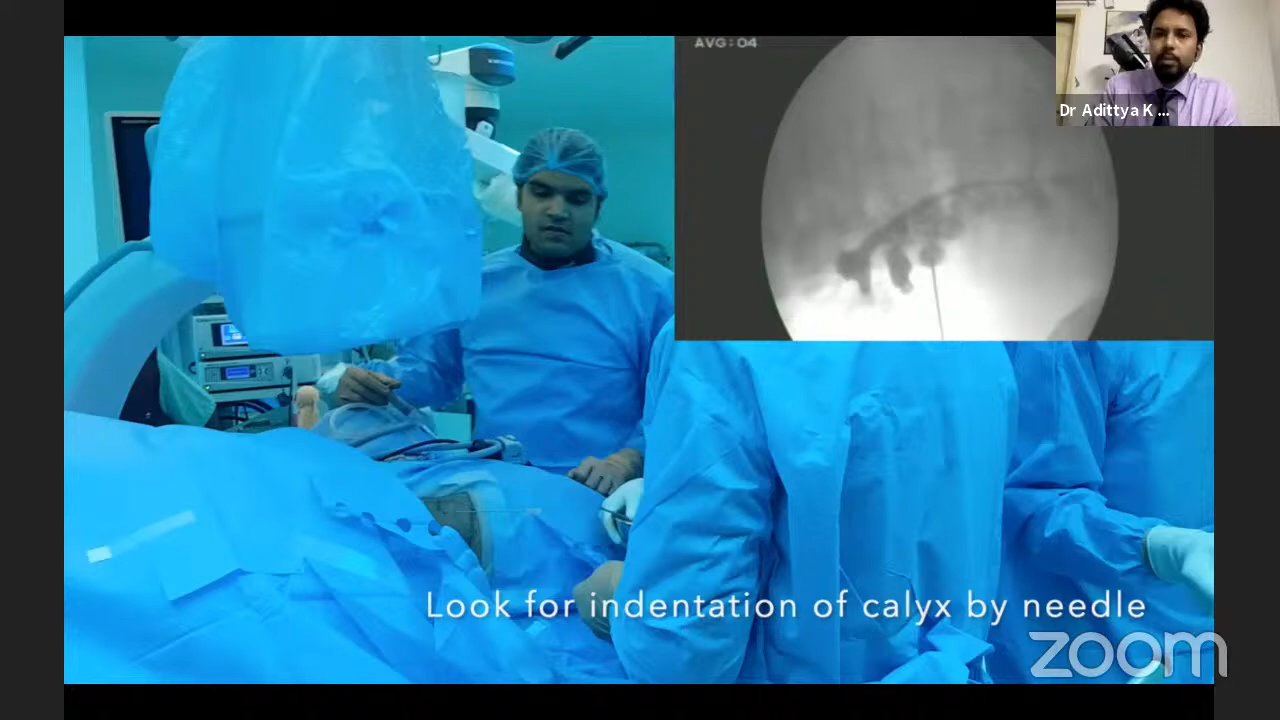 AVG:04
Dr Adittya K ...
Look for indentation of calyx by needle
zoom